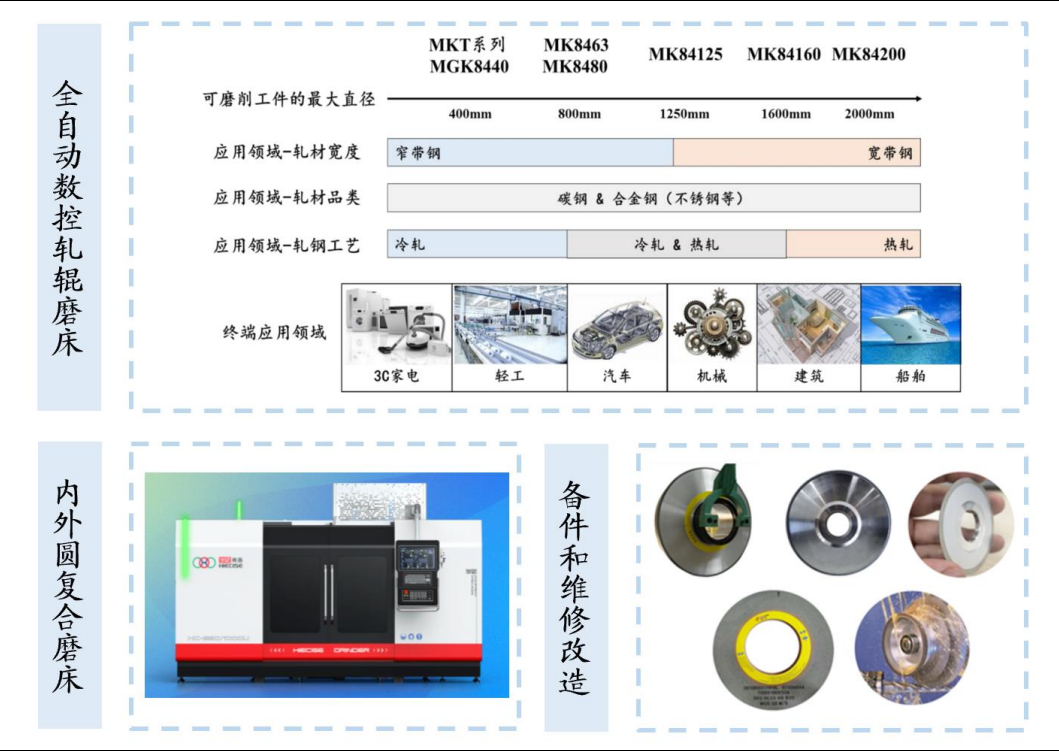 全自动数控轧辊磨床
MKT系列 MK8463 MK84125 MK84160 MK84200
MGK8440 MK8480
可磨削工件的最大直径
400mm 800mm 1250mm 1600mm 2000mm
应用领域-轧材宽度 窄带钢 宽带钢
应用领域-轧材品类 碳钢 & 合金钢（不锈钢等）
应用领域-轧钢工艺 冷轧 冷轧 & 热轧 热轧
终端应用领域
3C家电 轻工 汽车 机械 建筑 船舶
内外圆复合磨床
HECISE
HECISE GRINDER
备件和维修改造